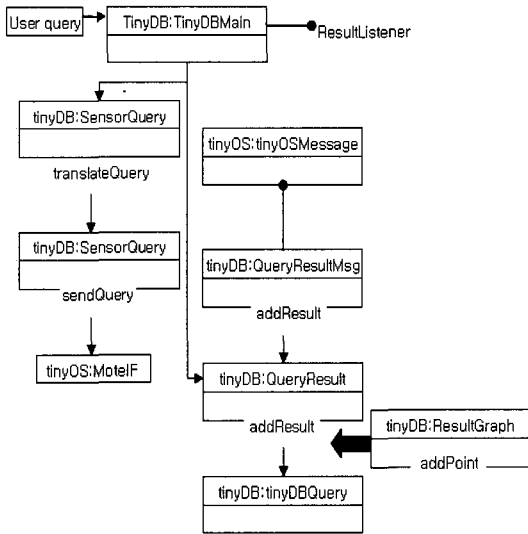 User query
TinyDB:TinyDBMain
ResultListener
tinyDB:SensorQuery
translateQuery
tinyDB:SensorQuery
sendQuery
tinyOS:MoteIF
tinyOS:tinyOSMessage
tinyDB:QueryResultMsg
addResult
tinyDB:QueryResult
addResult
tinyDB:ResultGraph
addPoint
tinyDB:tinyDBQuery